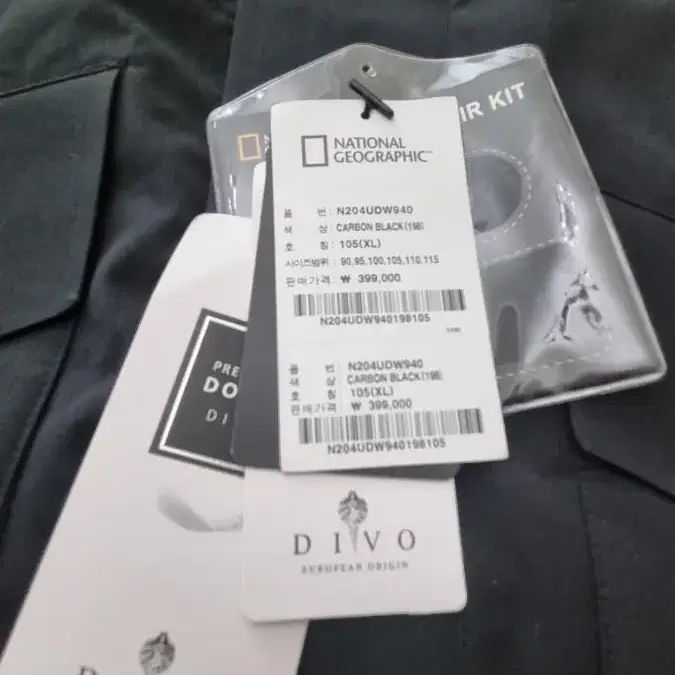 IR KIT
NATIONAL
GEOGRAPHIC™
품 번 : N204UDW940
색 상 : CARBON BLACK(198)
호 칭 : 105(XL)
사이즈범위 : 90,95,100,105,110,115
판매가격 : ₩ 399,000
N204UDW940198105
품 번 : N204UDW940
색 상 : CARBON BLACK(198)
호 칭 : 105(XL)
판매가격 : ₩ 399,000
N204UDW940198105
PRE
DO
DI
DIVO
EUROPEAN ORIGIN